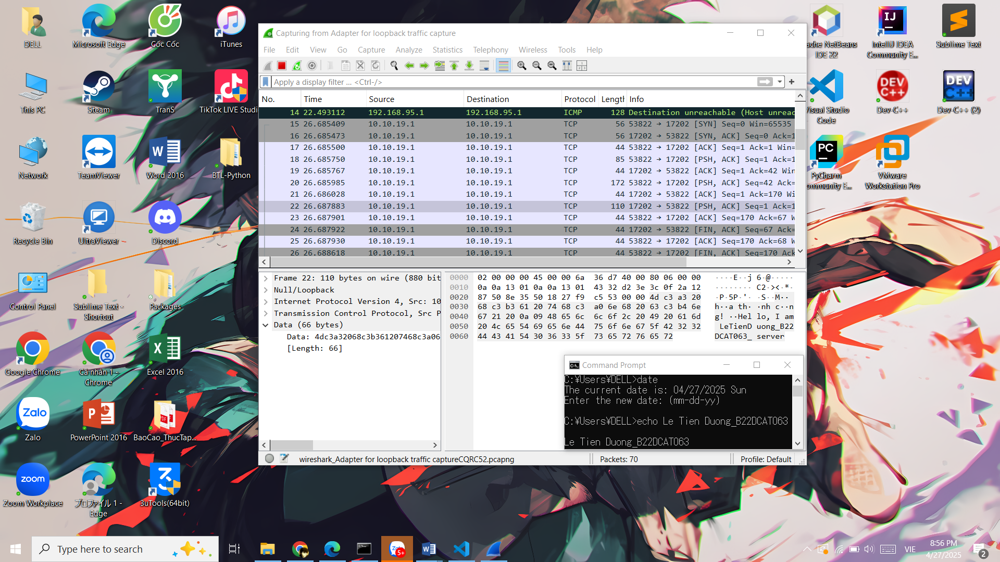 DELL
Microsoft Edge
Cốc Cốc
iTunes
This PC
Steam
TranS
TikTok LIVE Studi
Network
TeamViewer
Word 2016
BTL-Python
Recycle Bin
UltraViewer
Discord
Control Panel
Sublime Text -
Shortcut
Packages
Google Chrome
Cá nhân 1 -
Chrome
Excel 2016
Zalo
Zalo
PowerPoint 2016
BaoCao_ThucTap...
zoom
Zoom Workplace
プロファイル 1 -
Edge
3uTools(64bit)
ache NetBeans
IDE 22
IntelliJ IDEA
Community E...
Sublime Text
Visual Studio
Code
Dev-C++
Dev-C++ (2)
PyCharm
ommunity E...
VMware
Workstation Pro
Capturing from Adapter for loopback traffic capture
File Edit View Go Capture Analyze Statistics Telephony Wireless Tools Help
Apply a display filter ... <Ctrl-/>
No. Time Source Destination Protocol Length Info
14 22.493112 192.168.95.1 192.168.95.1 ICMP 128 Destination unreachable (Host unreac
15 26.685409 10.10.19.1 10.10.19.1 TCP 56 53822 → 17202 [SYN] Seq=0 Win=65535
16 26.685473 10.10.19.1 10.10.19.1 TCP 56 17202 → 53822 [SYN, ACK] Seq=0 Ack=1
17 26.685500 10.10.19.1 10.10.19.1 TCP 44 53822 → 17202 [ACK] Seq=1 Ack=1 Win=
18 26.685750 10.10.19.1 10.10.19.1 TCP 85 53822 → 17202 [PSH, ACK] Seq=1 Ack=1
19 26.685767 10.10.19.1 10.10.19.1 TCP 44 17202 → 53822 [ACK] Seq=1 Ack=42 Win
20 26.685985 10.10.19.1 10.10.19.1 TCP 172 53822 → 17202 [PSH, ACK] Seq=42 Ack=
21 26.686028 10.10.19.1 10.10.19.1 TCP 44 17202 → 53822 [ACK] Seq=1 Ack=170 Wi
22 26.687883 10.10.19.1 10.10.19.1 TCP 110 17202 → 53822 [PSH, ACK] Seq=1 Ack=1
23 26.687901 10.10.19.1 10.10.19.1 TCP 44 53822 → 17202 [ACK] Seq=170 Ack=67 W
24 26.687922 10.10.19.1 10.10.19.1 TCP 44 17202 → 53822 [FIN, ACK] Seq=67 Ack=
25 26.687930 10.10.19.1 10.10.19.1 TCP 44 53822 → 17202 [ACK] Seq=170 Ack=68 W
26 26.688618 10.10.19.1 10.10.19.1 TCP 44 53822 → 17202 [FIN, ACK] Seq=170 Ack
Frame 22: 110 bytes on wire (880 bit
Null/Loopback
Internet Protocol Version 4, Src: 10
Transmission Control Protocol, Src P
Data (66 bytes)
Data: 4dc3a32068c3b361207468c3a06
[Length: 66]
0000 02 00 00 00 45 00 00 6a 36 d7 40 00 80 06 00 00 ····E··j 6·@·····
0010 0a 0a 13 01 0a 0a 13 01 43 32 d2 3e 3c 0f 2a 12 ········ C2·><·*·
0020 87 50 8e 35 50 18 27 f9 c5 53 00 00 4d c3 a3 20 ·P·5P·'· ·S··M··
0030 68 c3 b3 61 20 74 68 c3 a0 6e 68 20 63 c3 b4 6e h··a th· ·nh c··n
0040 67 21 20 0a 09 48 65 6c 6c 6f 2c 20 49 20 61 6d g! ··Hel lo, I am
0050 20 4c 65 54 69 65 6e 44 75 6f 6e 67 5f 42 32 32 LeTienD uong_B22
0060 44 43 41 54 30 36 33 5f 73 65 72 76 65 72 DCAT063_ server
Command Prompt
C:¥Users¥DELL>date
The current date is: 04/27/2025 Sun
Enter the new date: (mm-dd-yy)
C:¥Users¥DELL>echo Le Tien Duong_B22DCAT063
Le Tien Duong_B22DCAT063
wireshark_Adapter for loopback traffic captureCQRC52.pcapng
Packets: 70
Profile: Default
Type here to search
5+
VIE
8:56 PM
4/27/2025
2